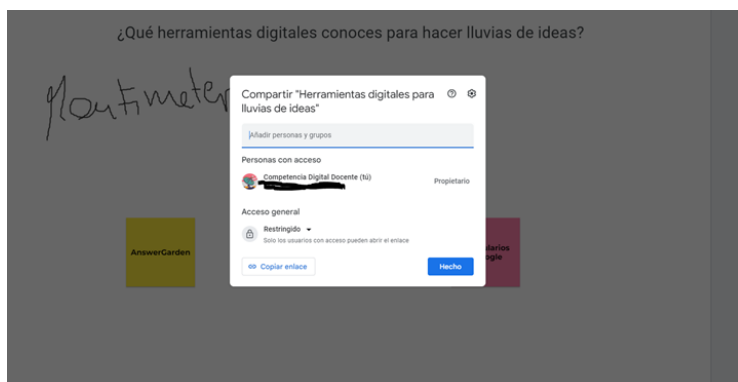 ¿Qué herramientas digitales conoces para hacer lluvias de ideas?
Compartir "Herramientas digitales para
lluvias de ideas"
Añadir personas y grupos
Personas con acceso
Competencia Digital Docente (tú)
Propietario
Acceso general
Restringido
Solo los usuarios con acceso pueden abrir el enlace
Copiar enlace
Hecho
AnswerGarden